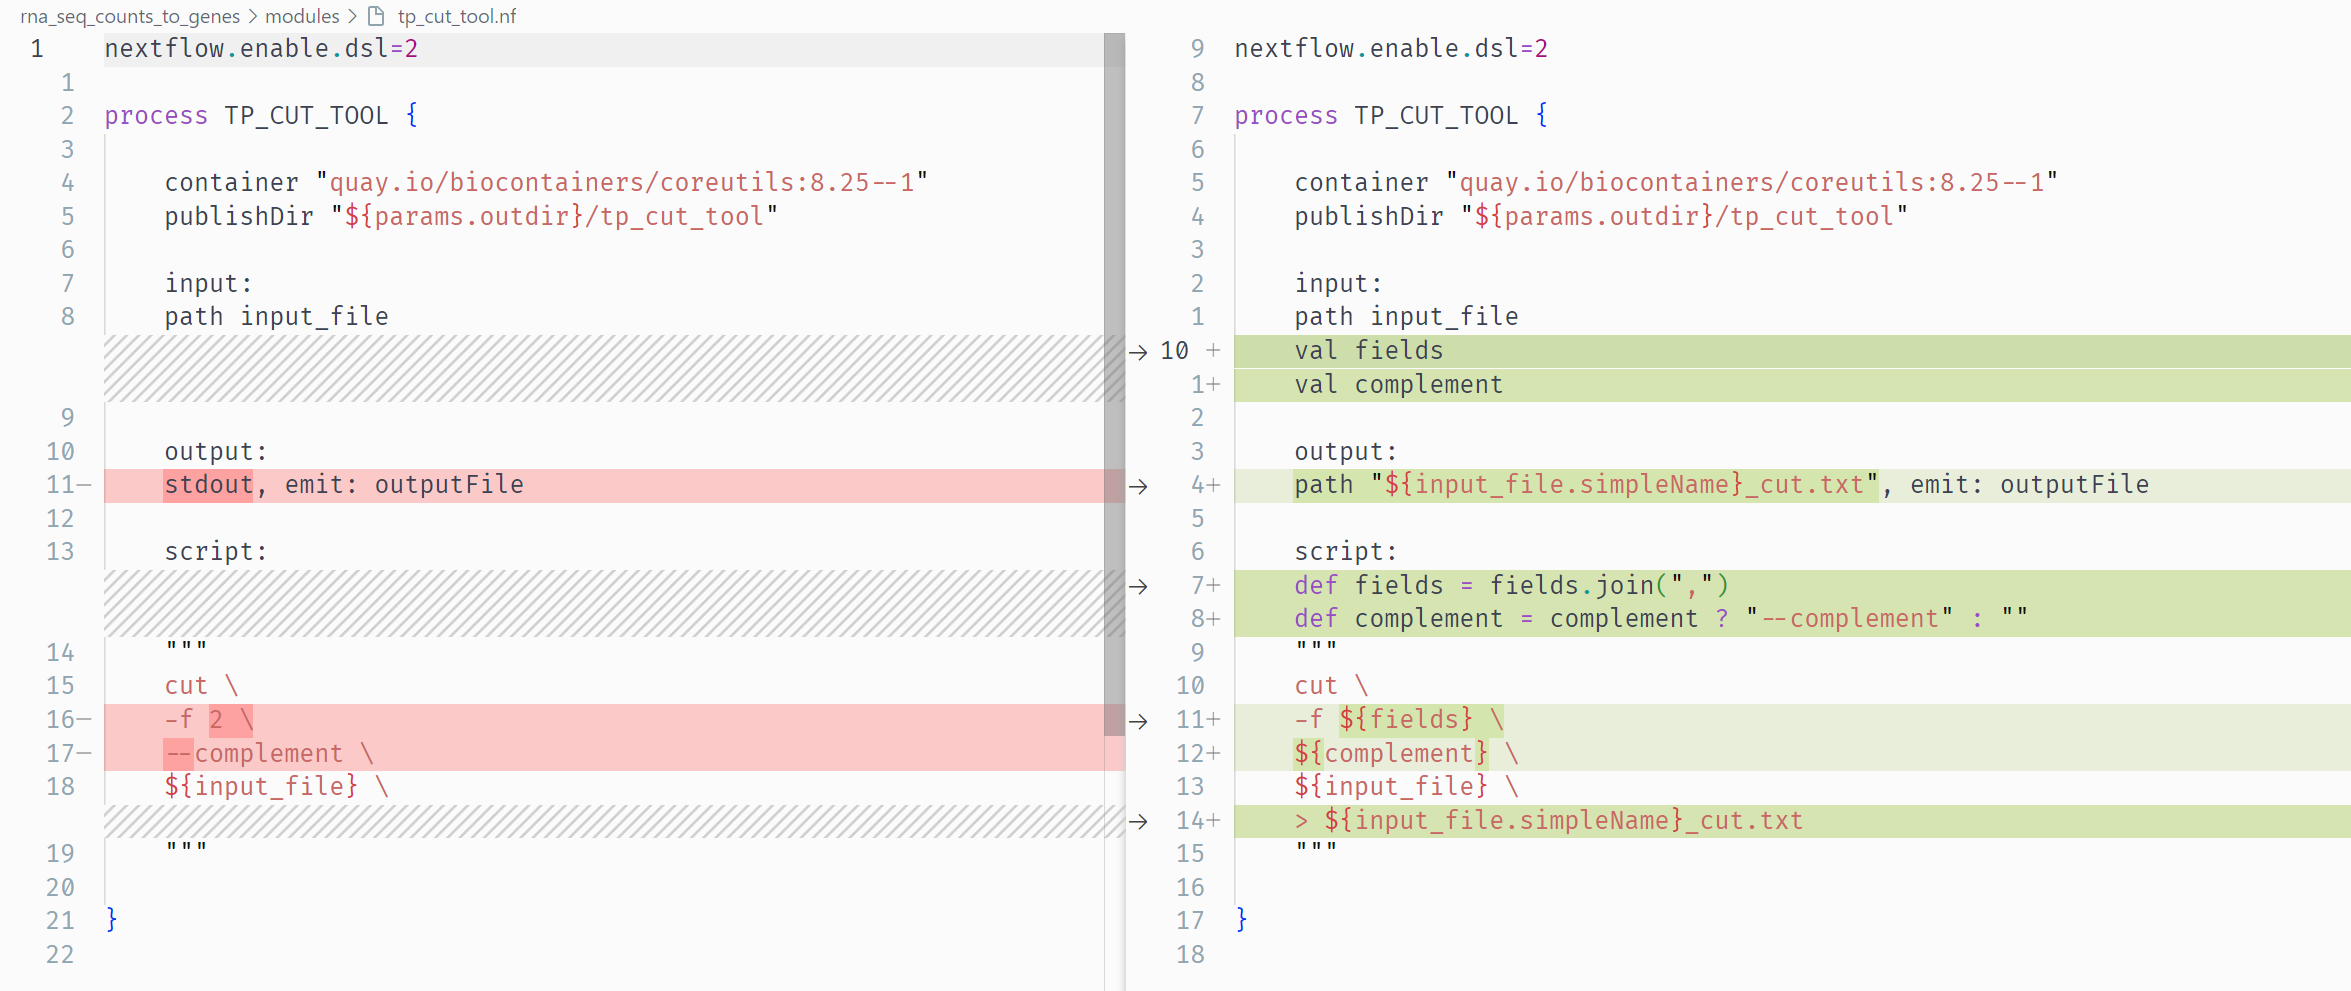 rna_seq_counts_to_genes > modules > tp_cut_tool.nf
1 nextflow.enable.dsl=2
1
2 process TP_CUT_TOOL {
3
4 container "quay.io/biocontainers/coreutils:8.25--1"
5 publishDir "${params.outdir}/tp_cut_tool"
6
7 input:
8 path input_file
9
10 output:
11— stdout, emit: outputFile
12
13 script:
14 """
15 cut \
16— -f 2 \
17— --complement \
18 ${input_file} \
19 """
20
21 }
22
9 nextflow.enable.dsl=2
8
7 process TP_CUT_TOOL {
6
5 container "quay.io/biocontainers/coreutils:8.25--1"
4 publishDir "${params.outdir}/tp_cut_tool"
3
2 input:
1 path input_file
→ 10 + val fields
1+ val complement
2
3 output:
→ 4+ path "${input_file.simpleName}_cut.txt", emit: outputFile
5
6 script:
→ 7+ def fields = fields.join(",")
8+ def complement = complement ? "--complement" : ""
9 """
10 cut \
→ 11+ -f ${fields} \
12+ ${complement} \
13 ${input_file} \
→ 14+ > ${input_file.simpleName}_cut.txt
15 """
16
17 }
18